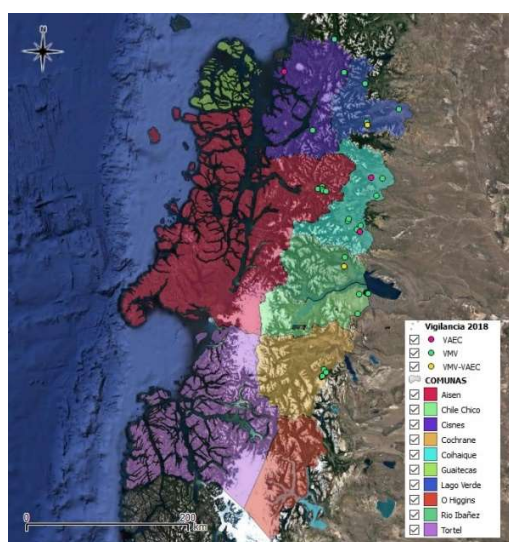 Vigilancia 2018
VAEC
VMV
VMV-VAEC
COMUNAS
Aisen
Chile Chico
Cisnes
Cochrane
Coihaique
Guaitecas
Lago Verde
O Higgins
Rio Ibañez
Tortel
0 200
km